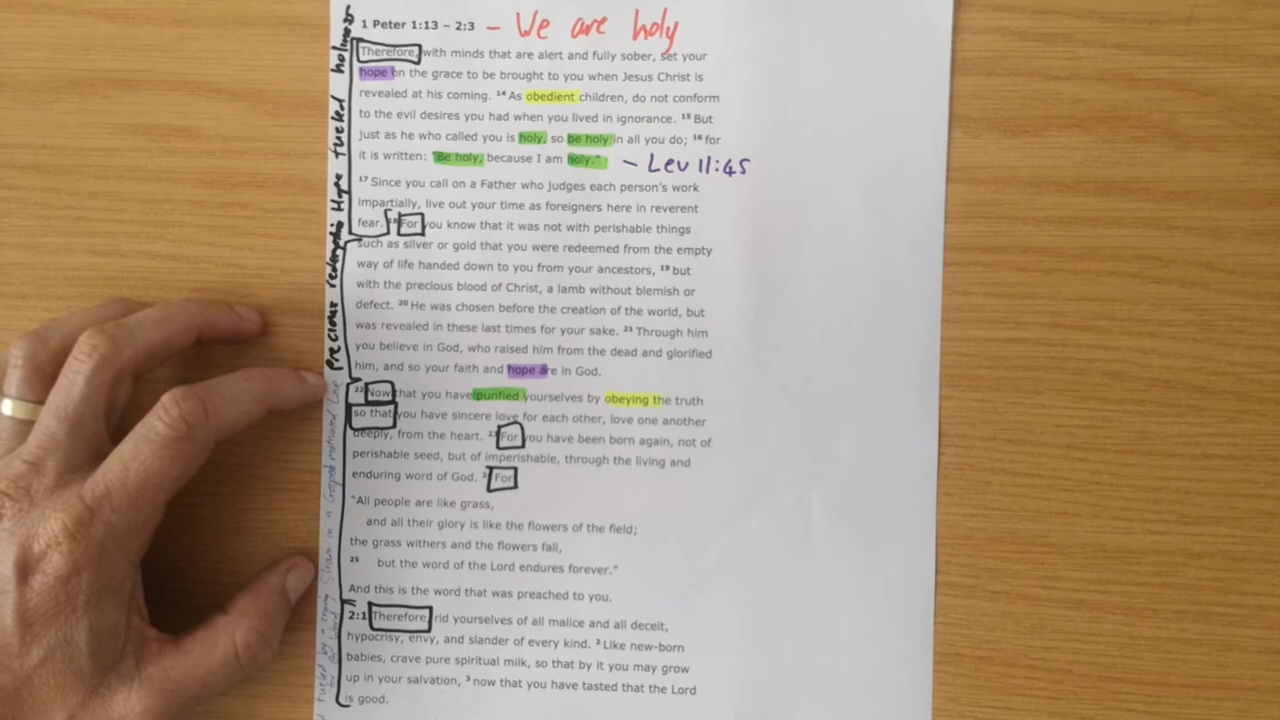 1 Peter 1:13 – 2:3 - We are holy
Therefore, with minds that are alert and fully sober, set your
hope on the grace to be brought to you when Jesus Christ is
revealed at his coming. 14 As obedient children, do not conform
to the evil desires you had when you lived in ignorance. 15 But
just as he who called you is holy, so be holy in all you do; 16 for
it is written: "Be holy, because I am holy." - Lev 11:45
17 Since you call on a Father who judges each person's work
impartially, live out your time as foreigners here in reverent
fear. 18 For you know that it was not with perishable things
such as silver or gold that you were redeemed from the empty
way of life handed down to you from your ancestors, 19 but
with the precious blood of Christ, a lamb without blemish or
defect. 20 He was chosen before the creation of the world, but
was revealed in these last times for your sake. 21 Through him
you believe in God, who raised him from the dead and glorified
him, and so your faith and hope are in God.
22 Now that you have purified yourselves by obeying the truth
so that you have sincere love for each other, love one another
deeply, from the heart. 23 For you have been born again, not of
perishable seed, but of imperishable, through the living and
enduring word of God. 24 For
"All people are like grass,
and all their glory is like the flowers of the field;
the grass withers and the flowers fall,
25 but the word of the Lord endures forever."
And this is the word that was preached to you.
2:1 Therefore, rid yourselves of all malice and all deceit,
hypocrisy, envy, and slander of every kind. 2 Like new-born
babies, crave pure spiritual milk, so that by it you may grow
up in your salvation, 3 now that you have tasted that the Lord
is good.
Hope fueled holiness
Precious redemption
Gospel motivated love